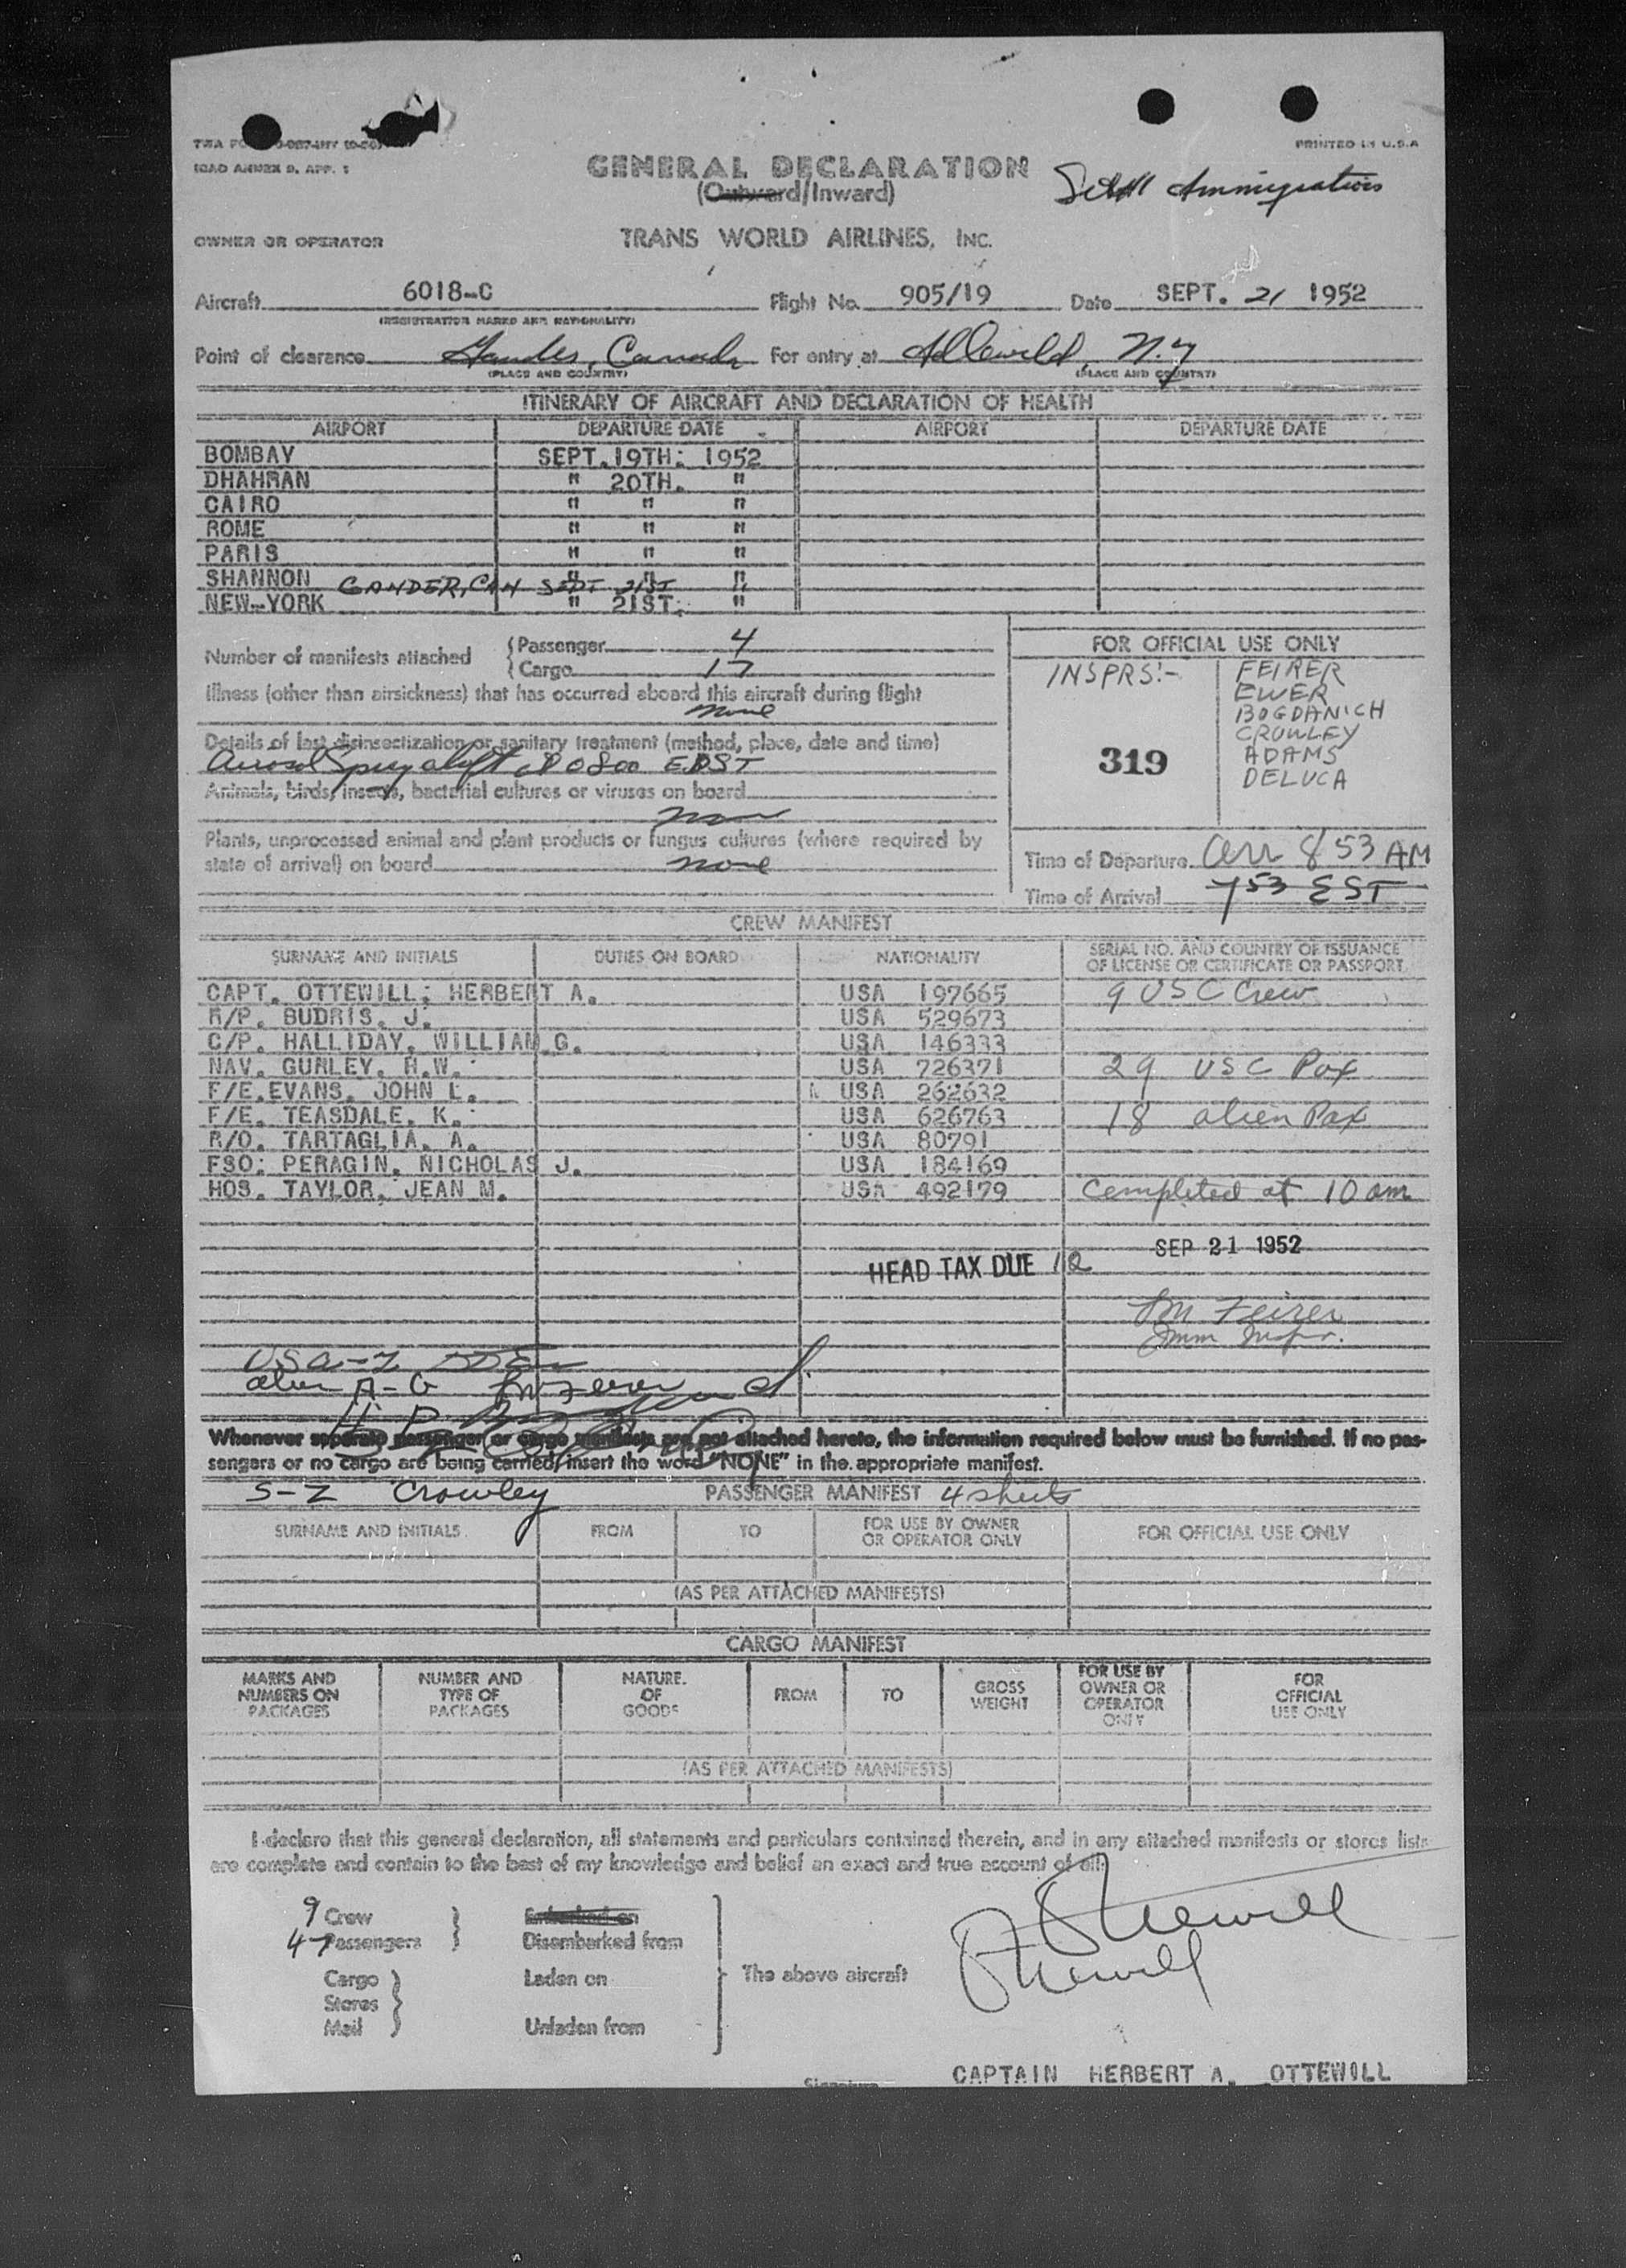 PRINTED IN U.S.A
ICAO ANNEX 9, APP. 1
GENERAL DECLARATION
(Outward/Inward)
Immigration
OWNER OR OPERATOR TRANS WORLD AIRLINES, INC.
Aircraft 6018-C Flight No. 905/19 Date SEPT. 21 1952
(REGISTRATION MARKS AND NATIONALITY)
Point of clearance Gander, Canada For entry at Idlewild, N.Y
(PLACE AND COUNTRY) (PLACE AND COUNTRY)
ITINERARY OF AIRCRAFT AND DECLARATION OF HEALTH
AIRPORT DEPARTURE DATE AIRPORT DEPARTURE DATE
BOMBAY SEPT. 19TH: 1952
DHAHRAN " 20TH. "
CAIRO " " "
ROME " " "
PARIS " " "
SHANNON " " "
GANDER, CAN SEPT 21ST
NEW-YORK " 21ST. "
Number of manifests attached { Passenger 4
{ Cargo 17
Illness (other than airsickness) that has occurred aboard this aircraft during flight
none
Details of last disinsectization or sanitary treatment (method, place, date and time)
Aerosol Spray aloft 0800 EDST
Animals, birds, insects, bacterial cultures or viruses on board
none
Plants, unprocessed animal and plant products or fungus cultures (where required by
state of arrival) on board none
FOR OFFICIAL USE ONLY
INSPRS:- FEIRER
EWER
BOGDANICH
CROWLEY
319 ADAMS
DELUCA
Time of Departure arr 8 53 AM
Time of Arrival 7 53 EST
CREW MANIFEST
SURNAME AND INITIALS DUTIES ON BOARD NATIONALITY SERIAL NO. AND COUNTRY OF ISSUANCE
OF LICENSE OR CERTIFICATE OR PASSPORT
CAPT. OTTEWILL; HERBERT A. USA 197665 9 USC Crew
R/P. BUDRIS. J. USA 529673
C/P. HALLIDAY. WILLIAM G. USA 146333
NAV. GURLEY. R.W. USA 726371 29 USC Pax
F/E. EVANS. JOHN L. USA 262632
F/E. TEASDALE. K. USA 626763 18 alien Pax
R/O. TARTAGLIA. A. USA 80791
FSO: PERAGIN. NICHOLAS J. USA 184169
HOS. TAYLOR. JEAN M. USA 492179 Completed at 10 am
SEP 21 1952
HEAD TAX DUE 12
Feirer
Imm Inspr.
alien A-G
Whenever separate passenger or cargo manifests are not attached hereto, the information required below must be furnished. If no pas-
sengers or no cargo are being carried, insert the word "NONE" in the appropriate manifest.
S-Z Crowley PASSENGER MANIFEST 4 sheets
SURNAME AND INITIALS FROM TO FOR USE BY OWNER
OR OPERATOR ONLY FOR OFFICIAL USE ONLY
(AS PER ATTACHED MANIFESTS)
CARGO MANIFEST
MARKS AND
NUMBERS ON
PACKAGES NUMBER AND
TYPE OF
PACKAGES NATURE
OF
GOODS FROM TO GROSS
WEIGHT FOR USE BY
OWNER OR
OPERATOR
ONLY FOR
OFFICIAL
USE ONLY
(AS PER ATTACHED MANIFESTS)
I declare that this general declaration, all statements and particulars contained therein, and in any attached manifests or stores lists
are complete and contain to the best of my knowledge and belief an exact and true account of all:
9 Crew Embarked on
47 Passengers Disembarked from
Cargo Laden on The above aircraft
Stores
Mail Unladen from
Ottewill
Ottewill
Signature CAPTAIN HERBERT A. OTTEWILL